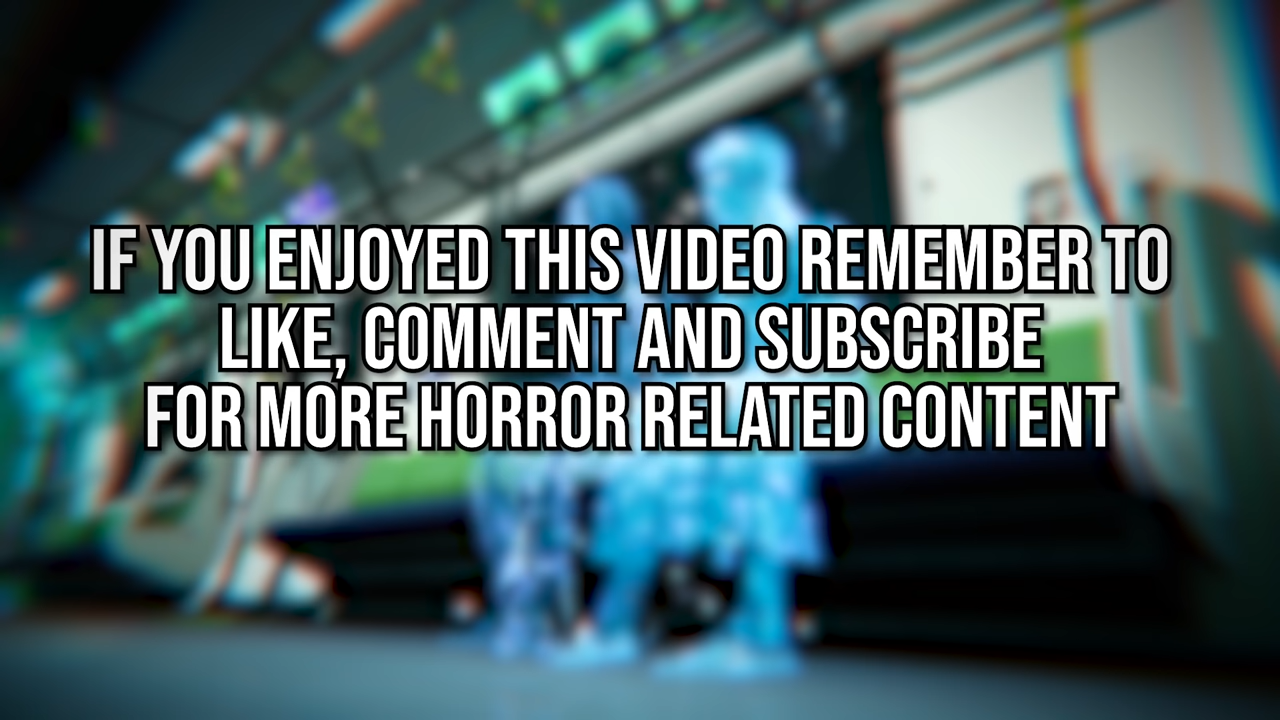 IF YOU ENJOYED THIS VIDEO REMEMBER TO
LIKE, COMMENT AND SUBSCRIBE
FOR MORE HORROR RELATED CONTENT